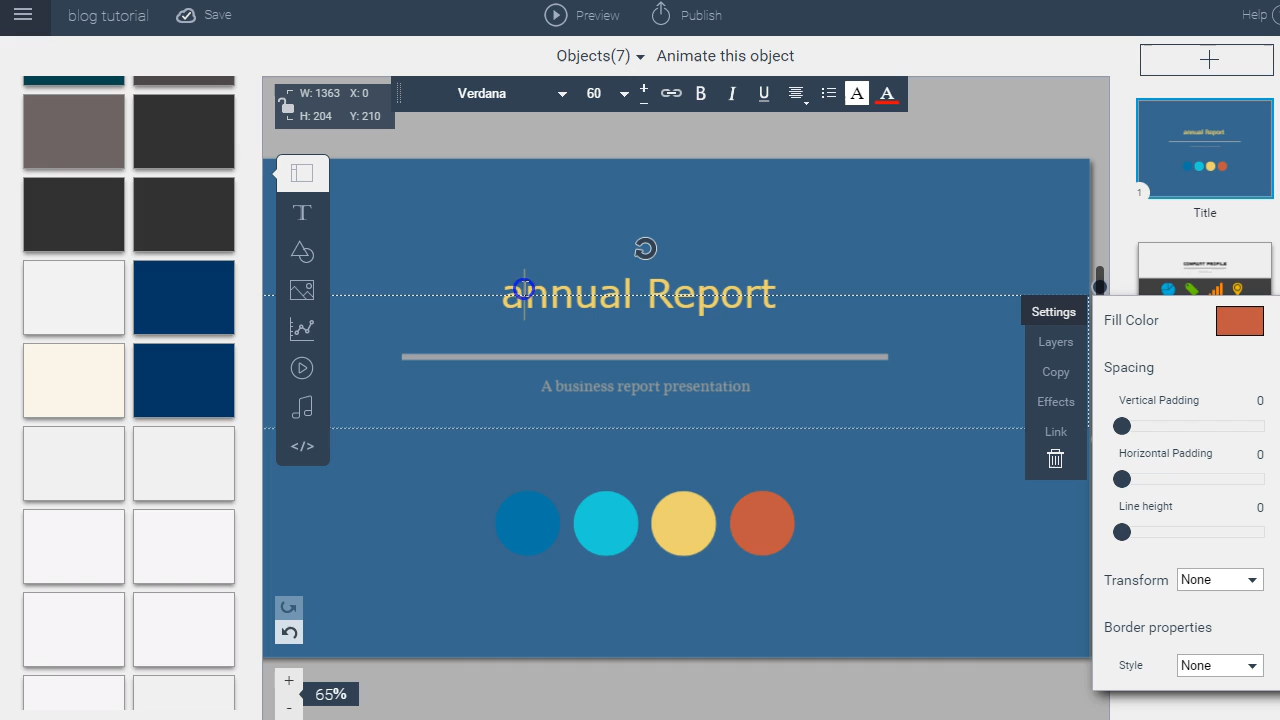 blog tutorial
Save
Preview
Publish
Help
Objects(7)
Animate this object
W: 1363 X: 0
H: 204 Y: 210
Verdana
60
B I U A A
T
</>
annual Report
A business report presentation
Settings
Layers
Copy
Effects
Link
65%
+
-
annual Report
1
Title
COMPANY PROFILE
Fill Color
Spacing
Vertical Padding 0
Horizontal Padding 0
Line height 0
Transform None
Border properties
Style None